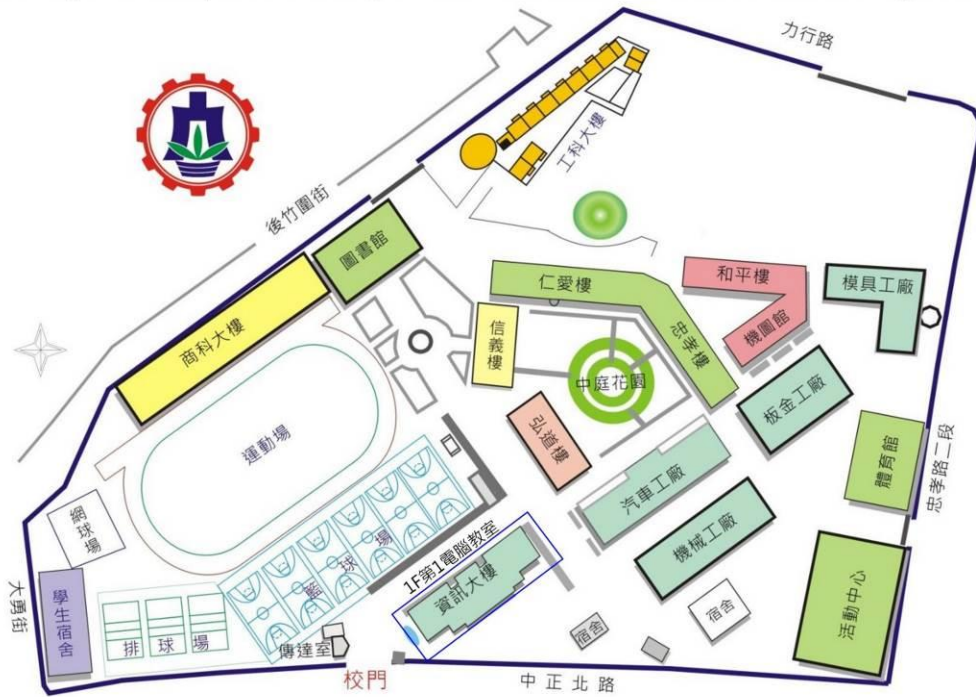 力行路
工科大樓
後竹圍街
圖書館
仁愛樓
和平樓
模具工廠
商科大樓
信義樓
忠孝樓
機圖館
中庭花園
板金工廠
運動場
弘道樓
體育館
忠孝路二段
網球場
汽車工廠
籃球場
1F第1電腦教室
機械工廠
大勇街
學生宿舍
資訊大樓
宿舍
活動中心
排球場
傳達室
宿舍
校門
中正北路